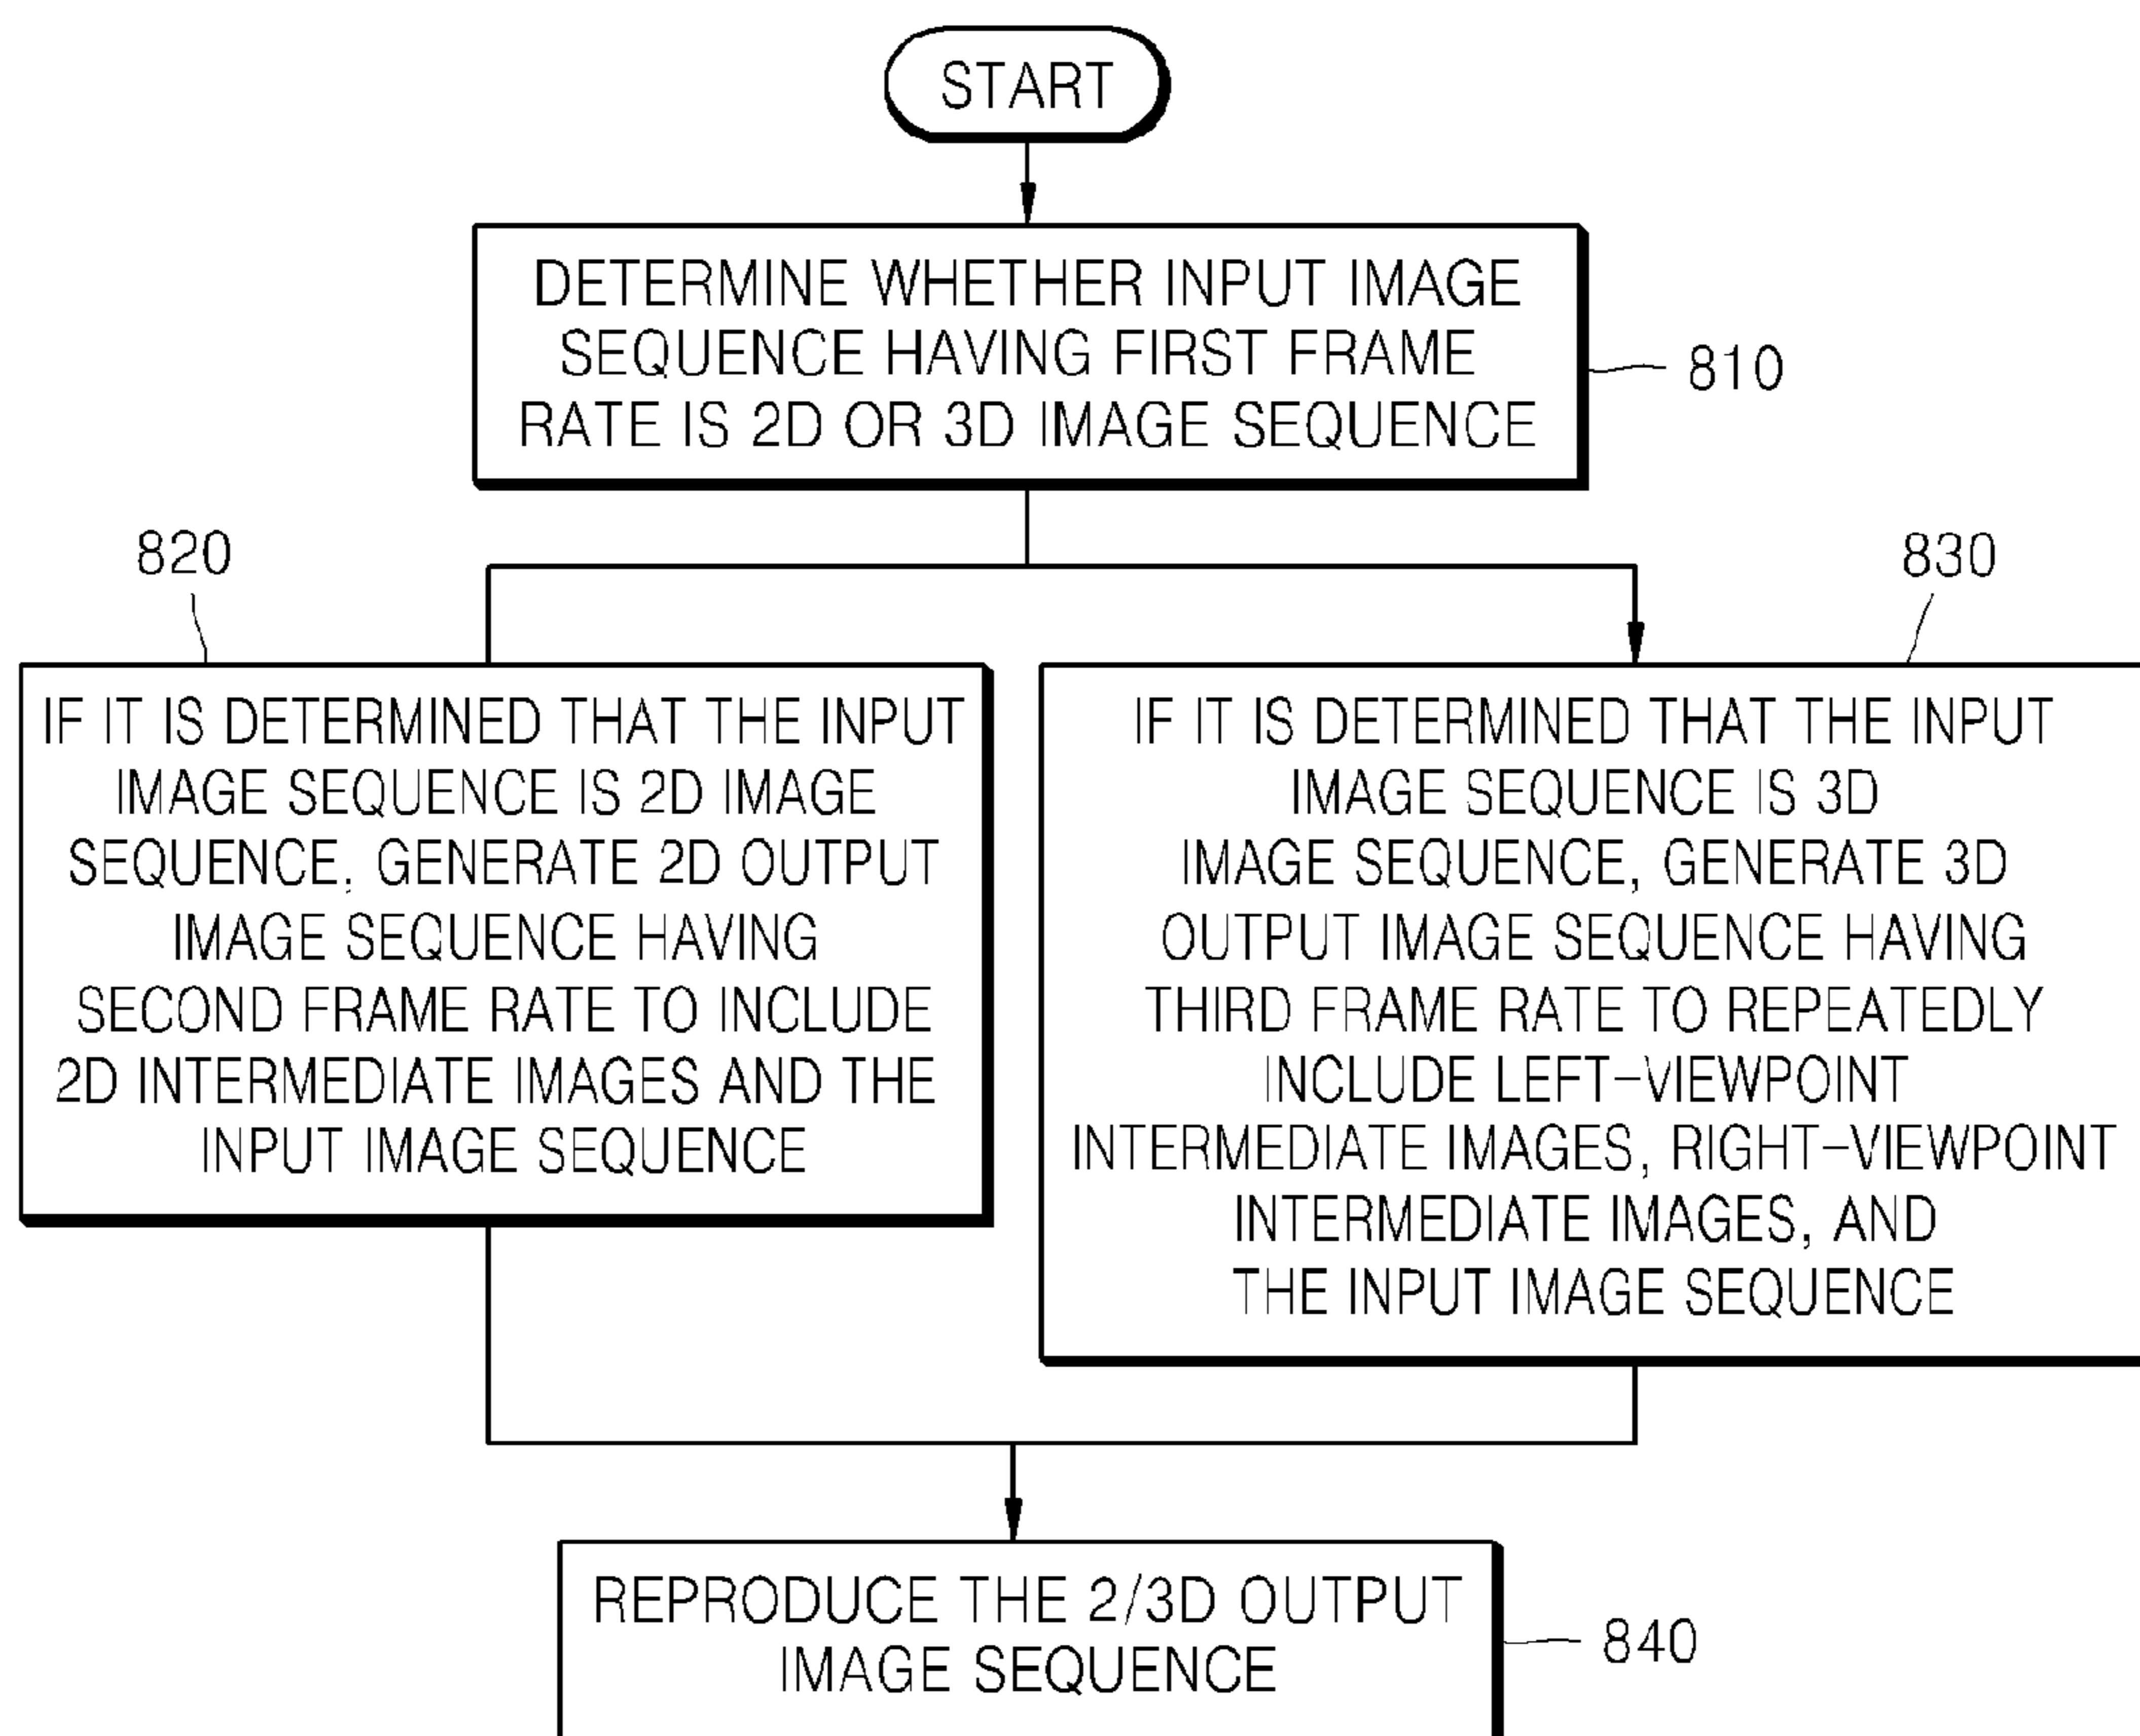 START
DETERMINE WHETHER INPUT IMAGE
SEQUENCE HAVING FIRST FRAME
RATE IS 2D OR 3D IMAGE SEQUENCE
810
820
IF IT IS DETERMINED THAT THE INPUT
IMAGE SEQUENCE IS 2D IMAGE
SEQUENCE, GENERATE 2D OUTPUT
IMAGE SEQUENCE HAVING
SECOND FRAME RATE TO INCLUDE
2D INTERMEDIATE IMAGES AND THE
INPUT IMAGE SEQUENCE
830
IF IT IS DETERMINED THAT THE INPUT
IMAGE SEQUENCE IS 3D
IMAGE SEQUENCE, GENERATE 3D
OUTPUT IMAGE SEQUENCE HAVING
THIRD FRAME RATE TO REPEATEDLY
INCLUDE LEFT-VIEWPOINT
INTERMEDIATE IMAGES, RIGHT-VIEWPOINT
INTERMEDIATE IMAGES, AND
THE INPUT IMAGE SEQUENCE
REPRODUCE THE 2/3D OUTPUT
IMAGE SEQUENCE
840